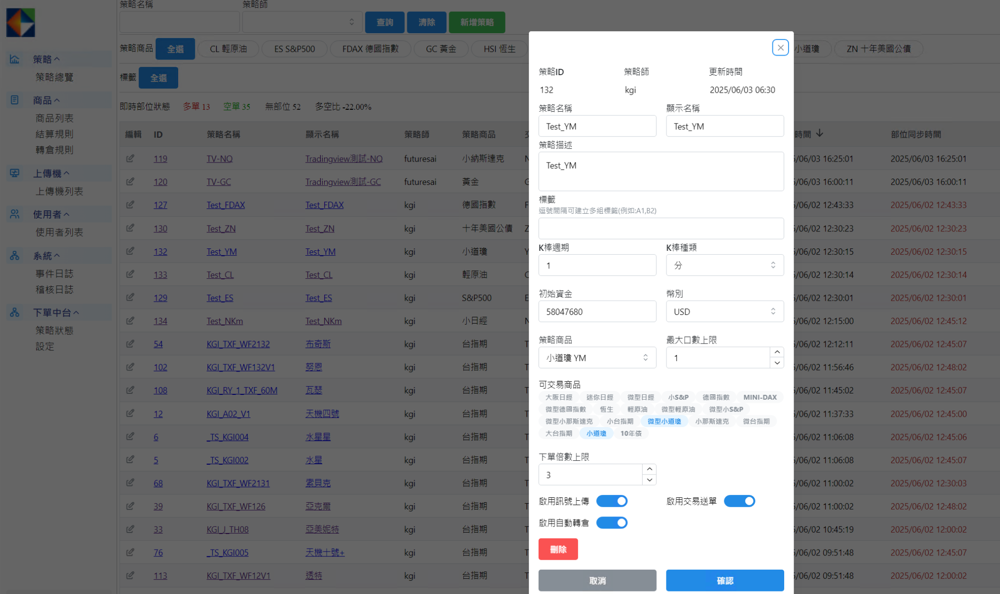 策略名稱 策略師
查詢 清除 新增策略
策略商品 全選 CL 輕原油 ES S&P500 FDAX 德國指數 GC 黃金 HSI 恆生 小道瓊 ZN 十年美國公債
標籤 全選
即時部位狀態 多單 13 空單 35 無部位 52 多空比 -22.00%
策略
策略總覽
商品
商品列表
結算規則
轉倉規則
上傳機
上傳機列表
使用者
使用者列表
系統
事件日誌
稽核日誌
下單中台
策略狀態
設定
編輯 ID 策略名稱 顯示名稱 策略師 策略商品 時間 部位同步時間
119 TV-NQ Tradingview測試-NQ futuresai 小納斯達克 N 5/06/03 16:25:01 2025/06/03 16:25:01
120 TV-GC Tradingview測試-GC futuresai 黃金 G 5/06/03 16:00:11 2025/06/03 16:00:11
127 Test_FDAX Test_FDAX kgi 德國指數 F 5/06/02 12:43:33 2025/06/02 12:43:33
130 Test_ZN Test_ZN kgi 十年美國公債 Z 5/06/02 12:30:23 2025/06/02 12:30:23
132 Test_YM Test_YM kgi 小道瓊 Y 5/06/02 12:30:15 2025/06/02 12:30:15
133 Test_CL Test_CL kgi 輕原油 C 5/06/02 12:30:14 2025/06/02 12:30:14
129 Test_ES Test_ES kgi S&P500 E 5/06/02 12:30:01 2025/06/02 12:30:01
134 Test_NKm Test_NKm kgi 小日經 N 5/06/02 12:15:00 2025/06/02 12:45:12
54 KGI_TXF_WF2132 布奇斯 kgi 台指期 T 5/06/02 12:12:11 2025/06/02 12:45:07
102 KGI_TXF_WF132V1 努恩 kgi 台指期 T 5/06/02 11:56:46 2025/06/02 12:48:02
108 KGI_RY_1_TXF_60M 瓦瑟 kgi 台指期 T 5/06/02 11:45:02 2025/06/02 12:45:07
12 KGI_A02_V1 天機四號 kgi 台指期 T 5/06/02 11:37:33 2025/06/02 12:45:00
6 _TS_KGI004 水星星 kgi 台指期 T 5/06/02 11:06:08 2025/06/02 12:45:06
5 _TS_KGI002 水星 kgi 台指期 T 5/06/02 11:06:08 2025/06/02 12:45:07
68 KGI_TXF_WF2131 索貝克 kgi 台指期 T 5/06/02 11:00:02 2025/06/02 12:30:03
39 KGI_TXF_WF126 亞克爾 kgi 台指期 T 5/06/02 11:00:02 2025/06/02 12:48:02
33 KGI_J_TH08 亞美妮特 kgi 台指期 T 5/06/02 10:45:19 2025/06/02 12:00:02
76 _TS_KGI005 天機十號+ kgi 台指期 T 5/06/02 09:51:48 2025/06/02 12:45:07
113 KGI_TXF_WF12V1 透特 kgi 台指期 T 5/06/02 09:51:48 2025/06/02 12:00:02
策略ID 策略師 更新時間
132 kgi 2025/06/03 06:30
策略名稱 顯示名稱
Test_YM Test_YM
策略描述
Test_YM
標籤
逗號間隔可建立多組標籤(例如:A1,B2)
K棒週期 K棒種類
1 分
初始資金 幣別
58047680 USD
策略商品 最大口數上限
小道瓊 YM 1
可交易商品
大阪日經 迷你日經 微型日經 小S&P 德國指數 MINI-DAX
微型德國指數 恆生 輕原油 微型輕原油 微型小S&P
微型小那斯達克 小台指期 微型小道瓊 小那斯達克 微台指期
大台指期 小道瓊 10年債
下單倍數上限
3
啟用訊號上傳 啟用交易送單
啟用自動轉倉
刪除
取消 確認